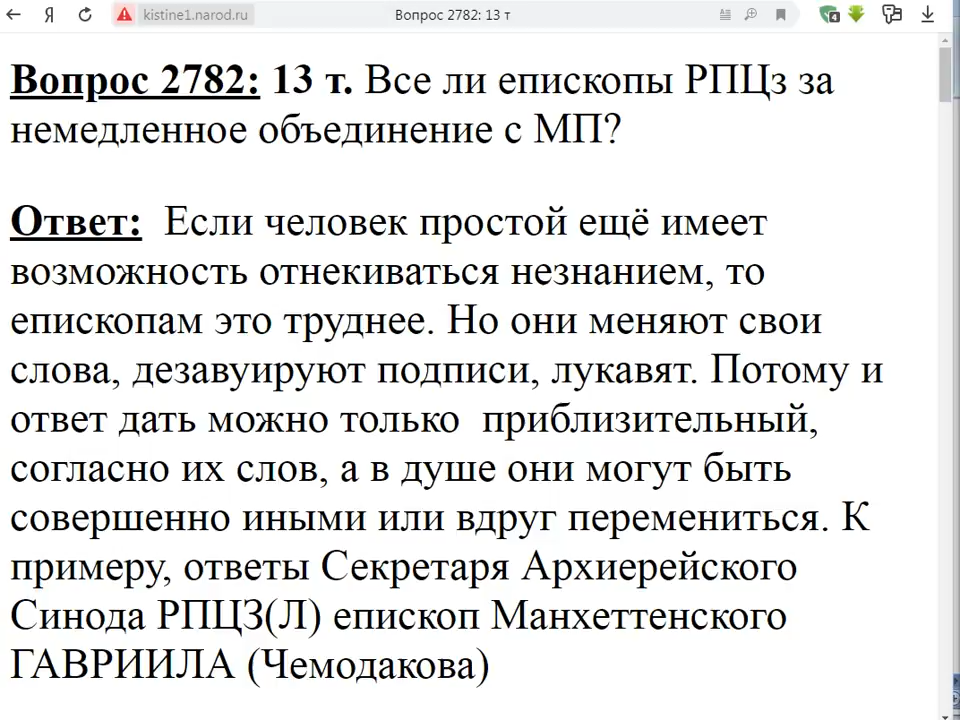 Я
kistine1.narod.ru
Вопрос 2782: 13 т
4
Вопрос 2782: 13 т. Все ли епископы РПЦз за
немедленное объединение с МП?
Ответ: Если человек простой ещё имеет
возможность отнекиваться незнанием, то
епископам это труднее. Но они меняют свои
слова, дезавуируют подписи, лукавят. Потому и
ответ дать можно только приблизительный,
согласно их слов, а в душе они могут быть
совершенно иными или вдруг перемениться. К
примеру, ответы Секретаря Архиерейского
Синода РПЦЗ(Л) епископ Манхеттенского
ГАВРИИЛА (Чемодакова)